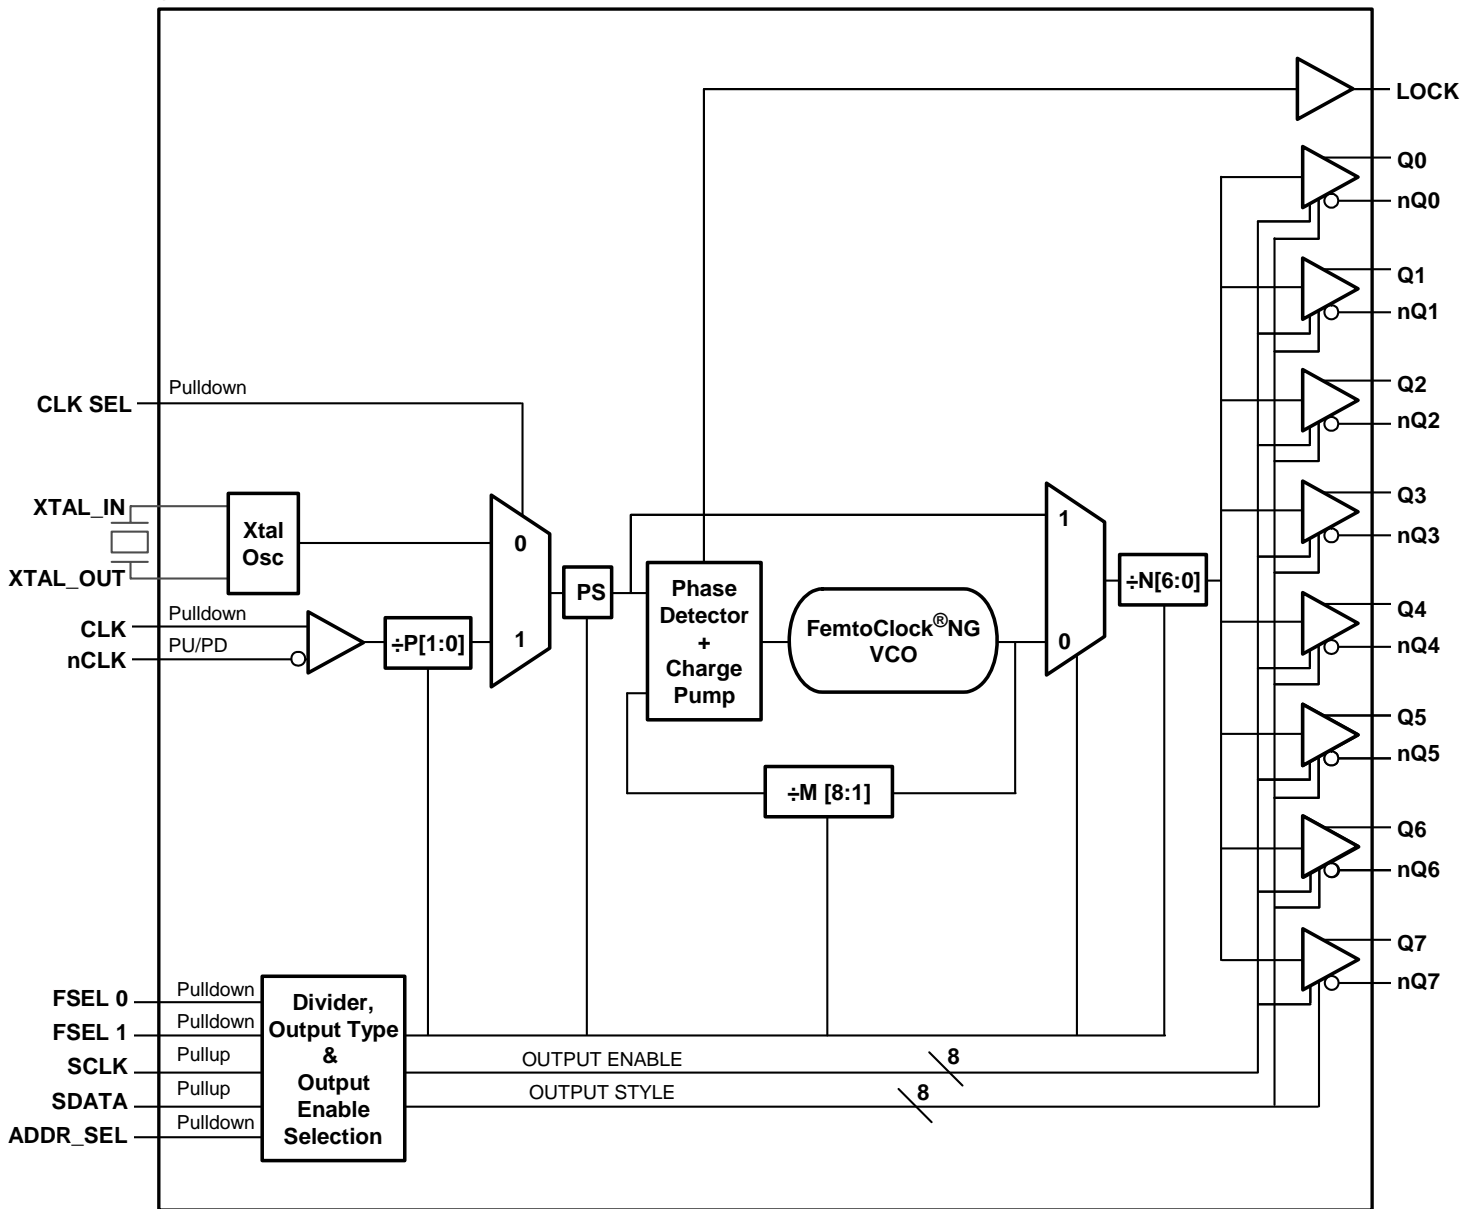 LOCK
Q0
nQ0
Q1
nQ1
Q2
nQ2
Q3
nQ3
Q4
nQ4
Q5
nQ5
Q6
nQ6
Q7
nQ7
CLK SEL
Pulldown
XTAL_IN
XTAL_OUT
Xtal
Osc
CLK
Pulldown
nCLK
PU/PD
÷P[1:0]
0
1
PS
Phase
Detector
+
Charge
Pump
FemtoClock®NG
VCO
÷M [8:1]
1
0
÷N[6:0]
FSEL 0
Pulldown
FSEL 1
Pulldown
SCLK
Pullup
SDATA
Pullup
ADDR_SEL
Pulldown
Divider,
Output Type
&
Output
Enable
Selection
OUTPUT ENABLE
8
OUTPUT STYLE
8